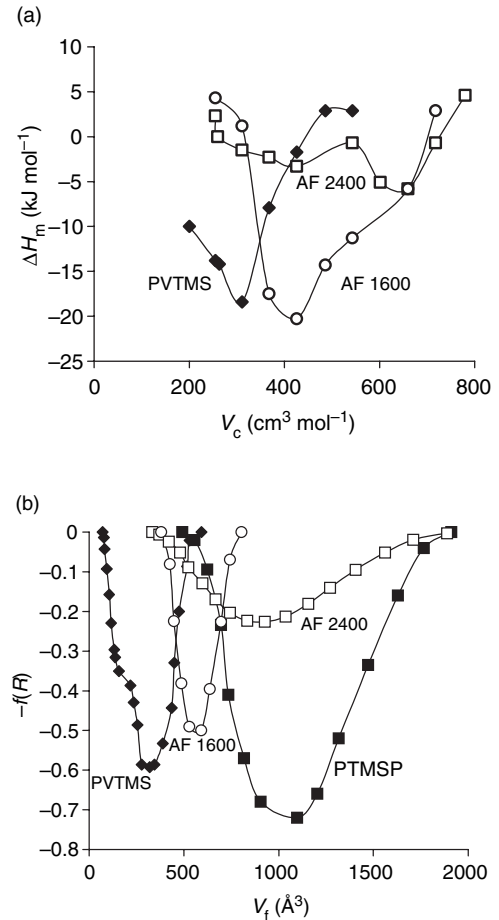 (a)
10
5
0
−5
−10
−15
−20
−25
ΔHm (kJ mol−1)
AF 2400
PVTMS
AF 1600
0 200 400 600 800
Vc (cm3 mol−1)
(b)
0
−0.1
−0.2
−0.3
−0.4
−0.5
−0.6
−0.7
−0.8
−f(R)
AF 2400
AF 1600
PVTMS
PTMSP
0 500 1000 1500 2000
Vf (Å3)